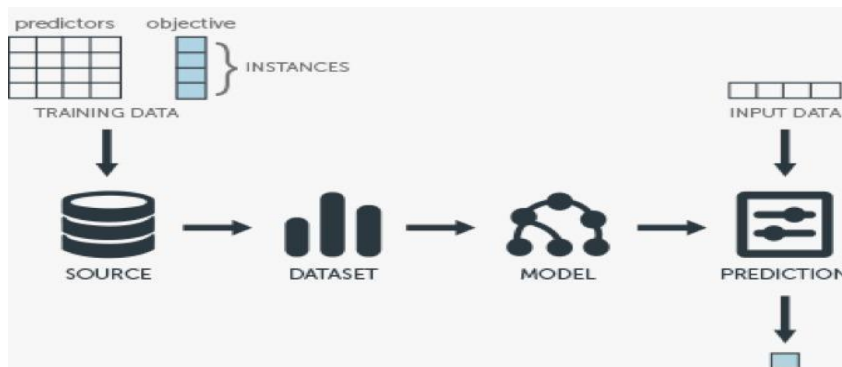 predictors objective
INSTANCES
TRAINING DATA
INPUT DATA
SOURCE
DATASET
MODEL
PREDICTION